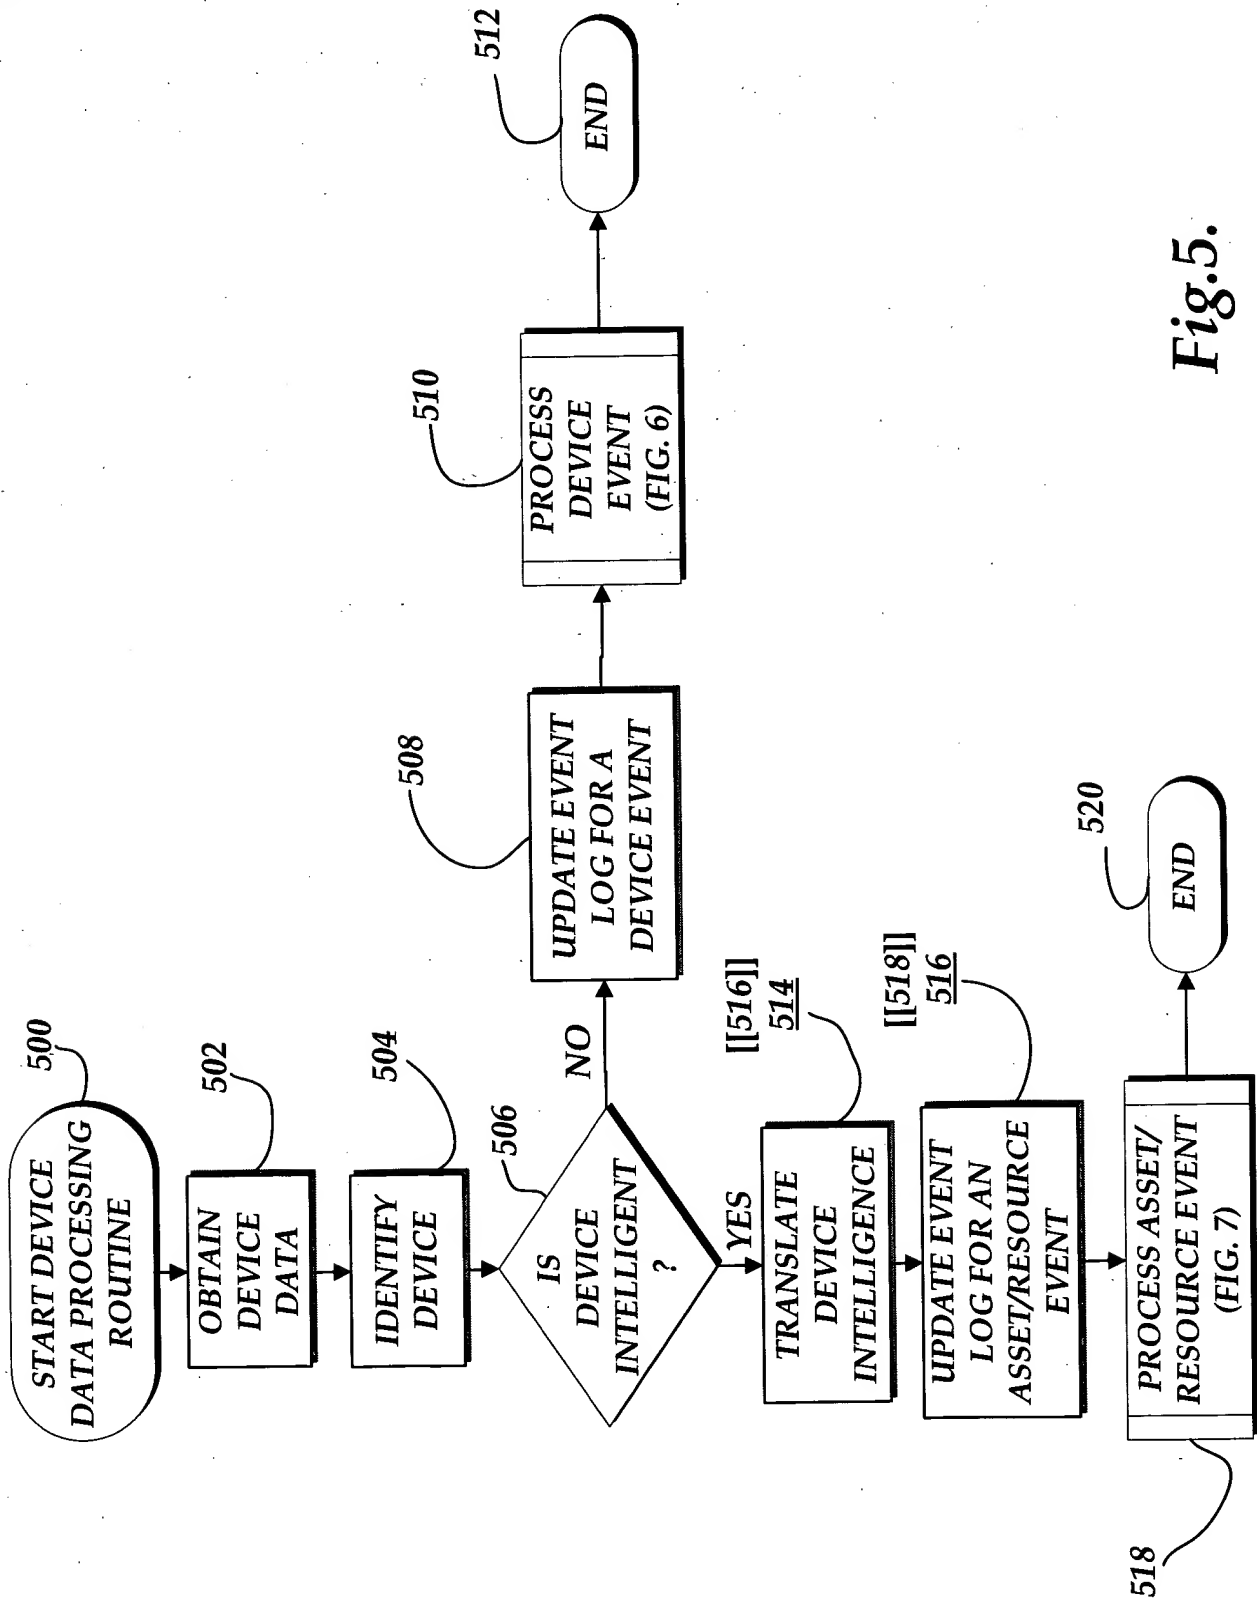 500
START DEVICE
DATA PROCESSING
ROUTINE
502
OBTAIN
DEVICE
DATA
504
IDENTIFY
DEVICE
506
IS
DEVICE
INTELLIGENT
?
NO
508
UPDATE EVENT
LOG FOR A
DEVICE EVENT
510
PROCESS
DEVICE
EVENT
(FIG. 6)
512
END
YES
[[516]]
514
TRANSLATE
DEVICE
INTELLIGENCE
[[518]]
516
UPDATE EVENT
LOG FOR AN
ASSET/RESOURCE
EVENT
518
PROCESS ASSET/
RESOURCE EVENT
(FIG. 7)
520
END
Fig.5.